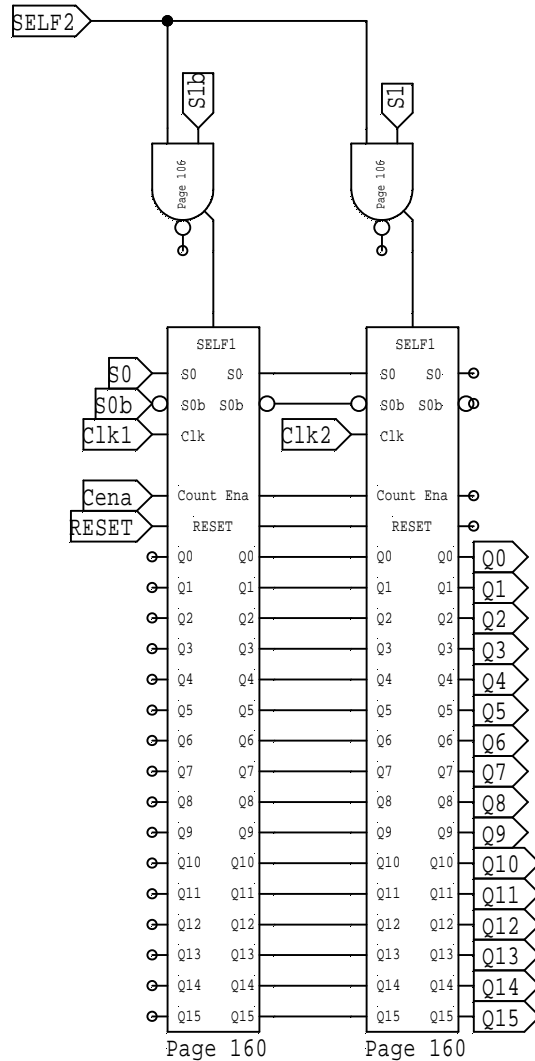 SELF2
S1b S1
Page 106 Page 106
SELF1 SELF1
S0 S0 S0 S0 S0
S0b S0b S0b S0b S0b
Clk1 Clk Clk2 Clk
Cena Count Ena Count Ena
RESET RESET RESET
Q0 Q0 Q0 Q0 Q0
Q1 Q1 Q1 Q1 Q1
Q2 Q2 Q2 Q2 Q2
Q3 Q3 Q3 Q3 Q3
Q4 Q4 Q4 Q4 Q4
Q5 Q5 Q5 Q5 Q5
Q6 Q6 Q6 Q6 Q6
Q7 Q7 Q7 Q7 Q7
Q8 Q8 Q8 Q8 Q8
Q9 Q9 Q9 Q9 Q9
Q10 Q10 Q10 Q10 Q10
Q11 Q11 Q11 Q11 Q11
Q12 Q12 Q12 Q12 Q12
Q13 Q13 Q13 Q13 Q13
Q14 Q14 Q14 Q14 Q14
Q15 Q15 Q15 Q15 Q15
Page 160 Page 160